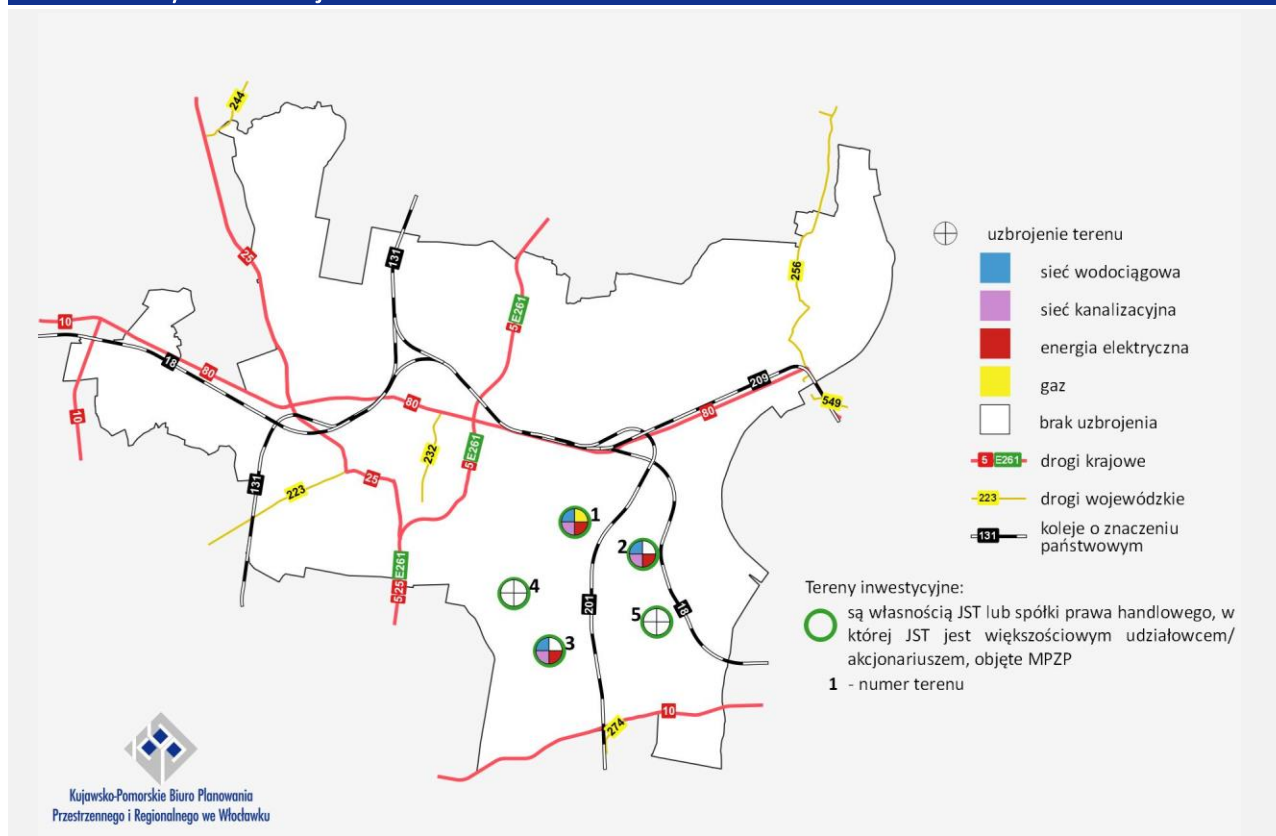 244
25
131
5 E261
256
10
18
80
209
80
80
10
549
232
5 E261
25
131
223
1
2
4
5 25 E261
201
18
5
3
10
274
uzbrojenie terenu
sieć wodociągowa
sieć kanalizacyjna
energia elektryczna
gaz
brak uzbrojenia
5 E261 drogi krajowe
223 drogi wojewódzkie
131 koleje o znaczeniu
państwowym
Tereny inwestycyjne:
są własnością JST lub spółki prawa handlowego, w
której JST jest większościowym udziałowcem/
akcjonariuszem, objęte MPZP
1 - numer terenu
Kujawsko-Pomorskie Biuro Planowania
Przestrzennego i Regionalnego we Włocławku